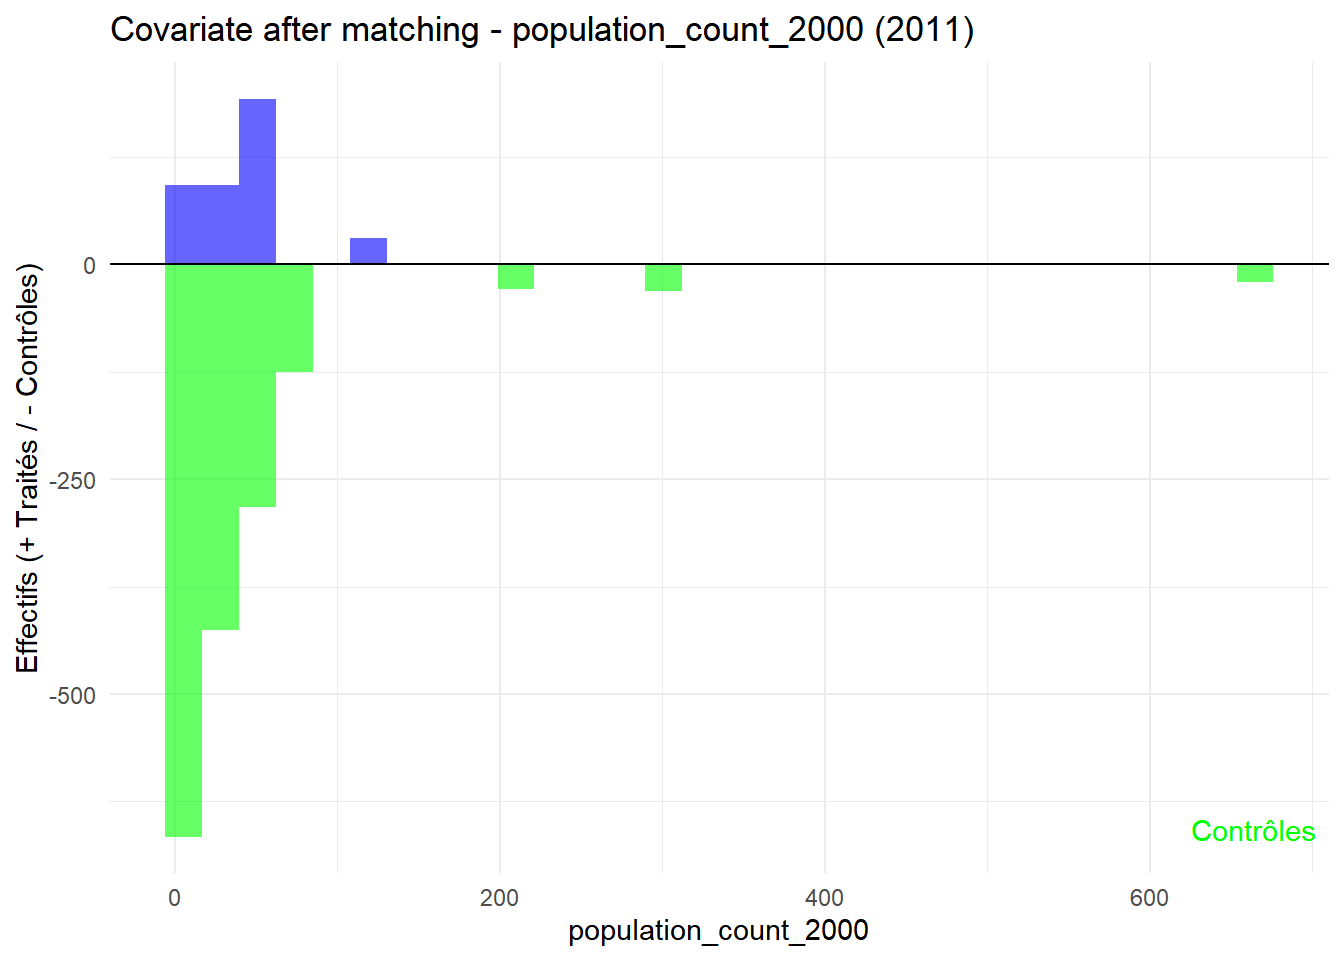 Covariate after matching - population_count_2000 (2011)
Effectifs (+ Traités / - Contrôles)
0
-250
-500
Contrôles
0 200 400 600
population_count_2000